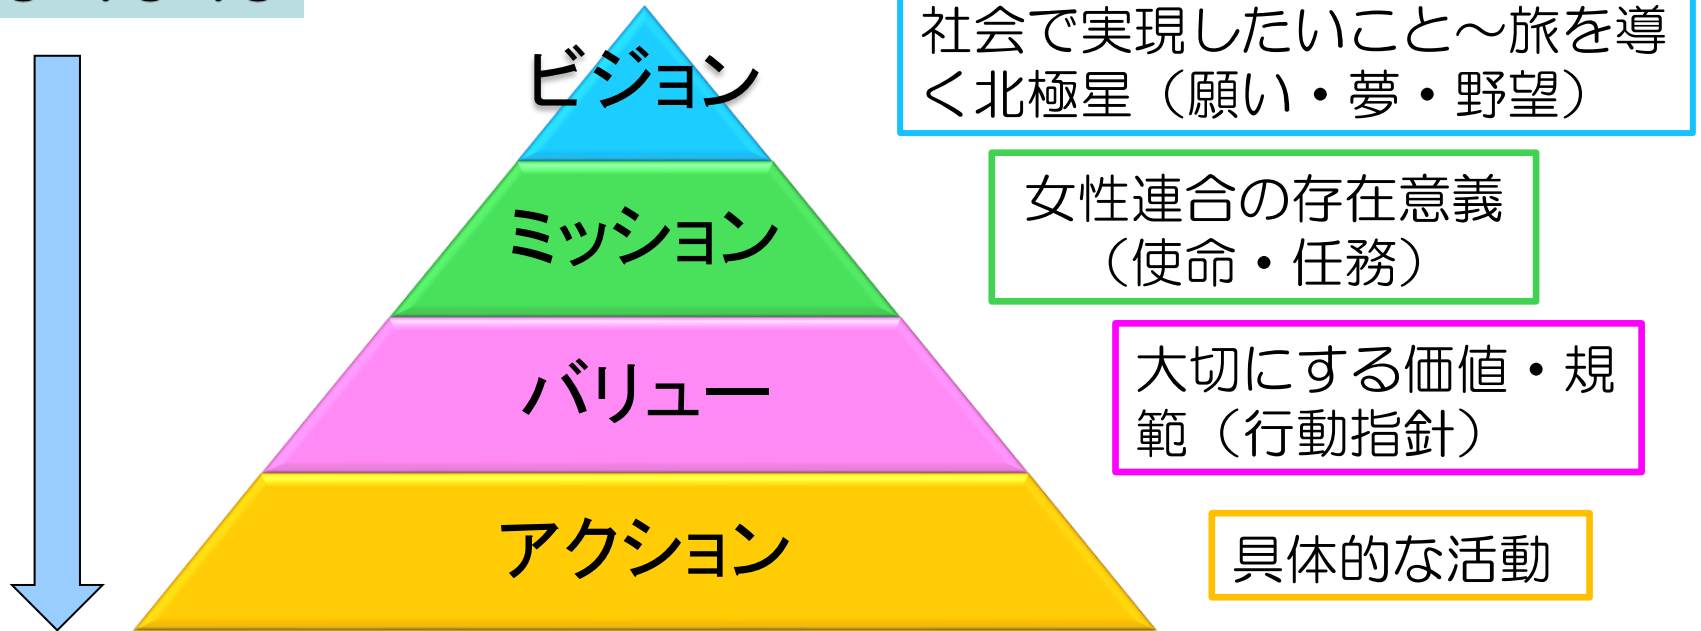 ビジョン
社会で実現したいこと～旅を導
く北極星（願い・夢・野望）
ミッション
女性連合の存在意義
（使命・任務）
バリュー
大切にする価値・規
範（行動指針）
アクション
具体的な活動